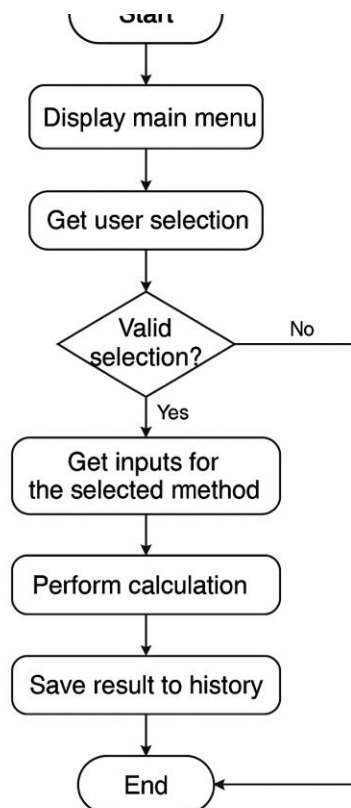 Start
Display main menu
Get user selection
Valid
selection?
No
Yes
Get inputs for
the selected method
Perform calculation
Save result to history
End